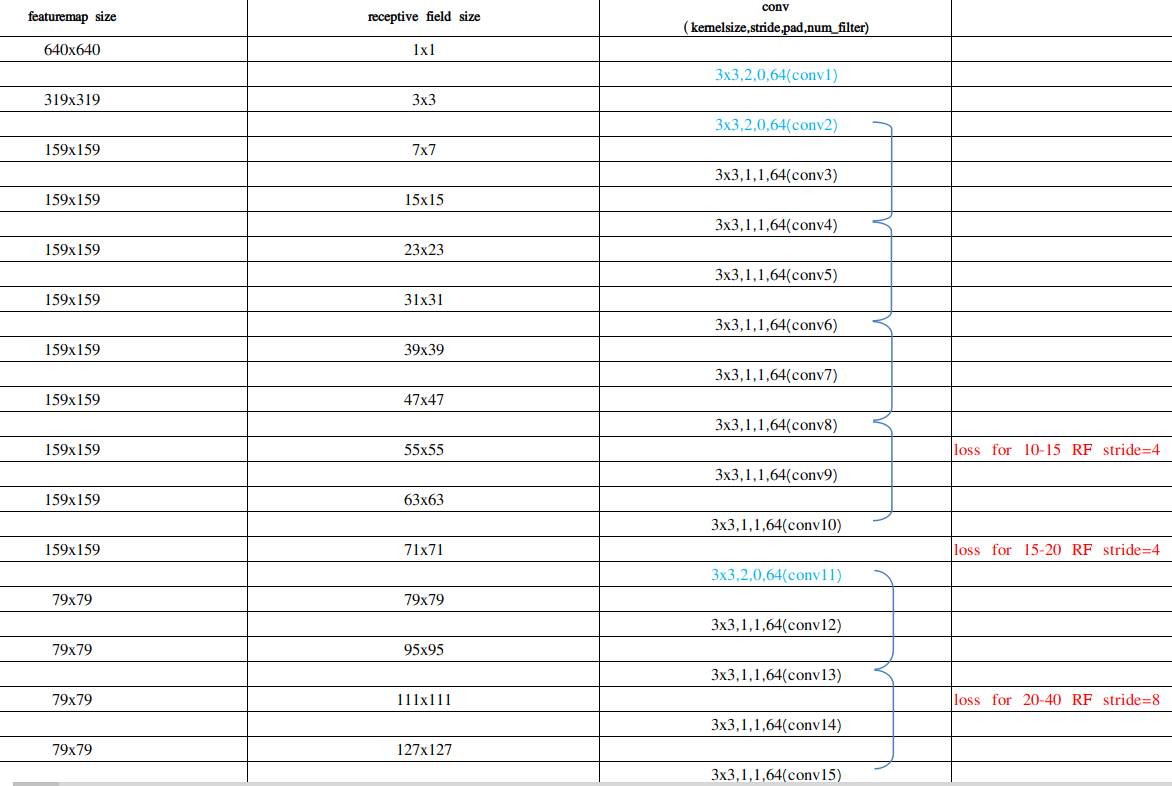 featuremap size receptive field size conv
( kernelsize,stride,pad,num_filter)
640x640 1x1
3x3,2,0,64(conv1)
319x319 3x3
3x3,2,0,64(conv2)
159x159 7x7
3x3,1,1,64(conv3)
159x159 15x15
3x3,1,1,64(conv4)
159x159 23x23
3x3,1,1,64(conv5)
159x159 31x31
3x3,1,1,64(conv6)
159x159 39x39
3x3,1,1,64(conv7)
159x159 47x47
3x3,1,1,64(conv8)
159x159 55x55 loss for 10-15 RF stride=4
3x3,1,1,64(conv9)
159x159 63x63
3x3,1,1,64(conv10)
159x159 71x71 loss for 15-20 RF stride=4
3x3,2,0,64(conv11)
79x79 79x79
3x3,1,1,64(conv12)
79x79 95x95
3x3,1,1,64(conv13)
79x79 111x111 loss for 20-40 RF stride=8
3x3,1,1,64(conv14)
79x79 127x127
3x3,1,1,64(conv15)